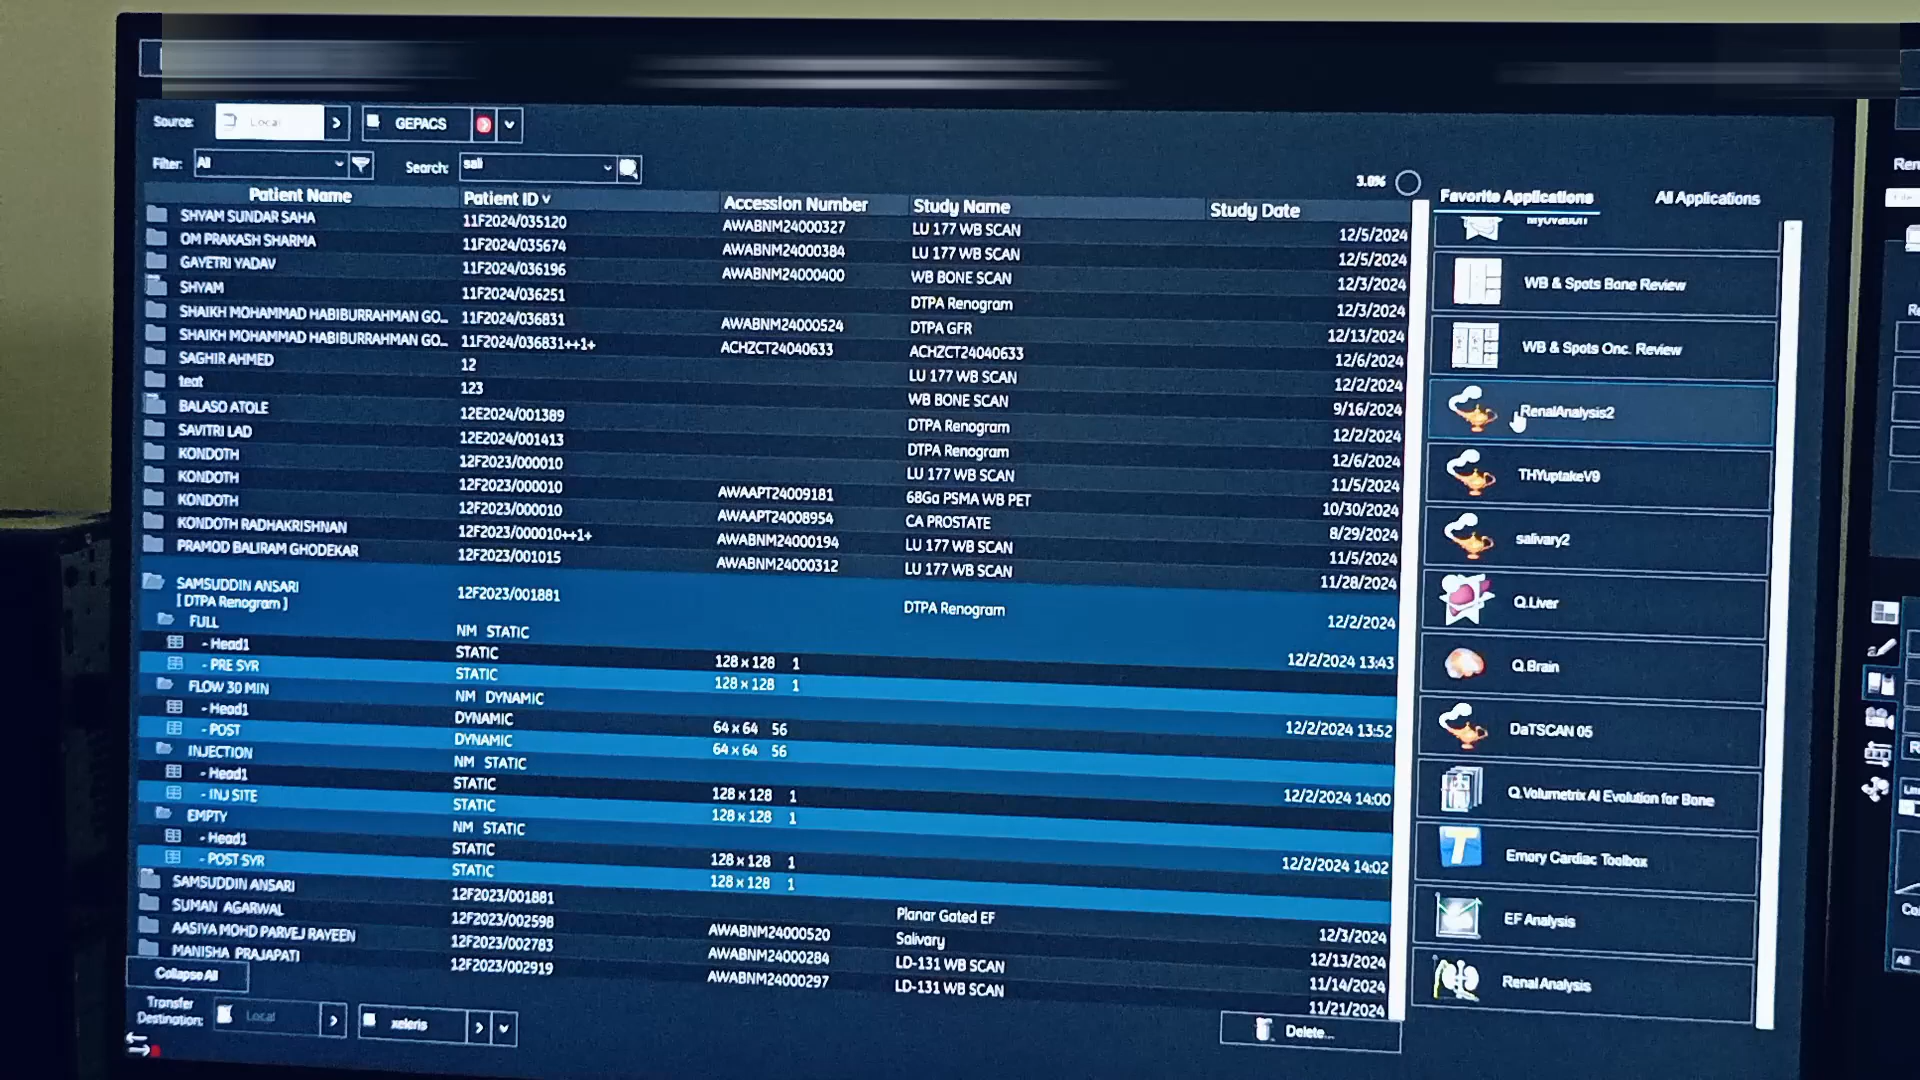 Source: Local GEPACS
Filter: All Search: sali
3.0%
Patient Name Patient ID Accession Number Study Name Study Date
SHYAM SUNDAR SAHA 11F2024/035120 AWABNM24000327 LU 177 WB SCAN 12/5/2024
OM PRAKASH SHARMA 11F2024/035674 AWABNM24000384 LU 177 WB SCAN 12/5/2024
GAYETRI YADAV 11F2024/036196 AWABNM24000400 WB BONE SCAN 12/3/2024
SHYAM 11F2024/036251 DTPA Renogram 12/3/2024
SHAIKH MOHAMMAD HABIBURRAHMAN GO... 11F2024/036831 AWABNM24000524 DTPA GFR 12/13/2024
SHAIKH MOHAMMAD HABIBURRAHMAN GO... 11F2024/036831++1+ ACHZCT24040633 ACHZCT24040633 12/6/2024
SAGHIR AHMED 12 LU 177 WB SCAN 12/2/2024
teat 123 WB BONE SCAN 9/16/2024
BALASO ATOLE 12E2024/001389 DTPA Renogram 12/2/2024
SAVITRI LAD 12E2024/001413 DTPA Renogram 12/6/2024
KONDOTH 12F2023/000010 LU 177 WB SCAN 11/5/2024
KONDOTH 12F2023/000010 AWAAPT24009181 68Ga PSMA WB PET 10/30/2024
KONDOTH 12F2023/000010 AWAAPT24008954 CA PROSTATE 8/29/2024
KONDOTH RADHAKRISHNAN 12F2023/000010++1+ AWABNM24000194 LU 177 WB SCAN 11/5/2024
PRAMOD BALIRAM GHODEKAR 12F2023/001015 AWABNM24000312 LU 177 WB SCAN 11/28/2024
SAMSUDDIN ANSARI 12F2023/001881 DTPA Renogram 12/2/2024
[ DTPA Renogram ]
FULL NM STATIC 12/2/2024 13:43
- Head1 STATIC 128 x 128 1
- PRE SYR STATIC 128 x 128 1
FLOW 30 MIN NM DYNAMIC 12/2/2024 13:52
- Head1 DYNAMIC 64 x 64 56
- POST DYNAMIC 64 x 64 56
INJECTION NM STATIC 12/2/2024 14:00
- Head1 STATIC 128 x 128 1
- INJ SITE STATIC 128 x 128 1
EMPTY NM STATIC 12/2/2024 14:02
- Head1 STATIC 128 x 128 1
- POST SYR STATIC 128 x 128 1
SAMSUDDIN ANSARI 12F2023/001881 Planar Gated EF 12/3/2024
SUMAN AGARWAL 12F2023/002598 AWABNM24000520 Salivary 12/13/2024
AASIYA MOHD PARVEJ RAYEEN 12F2023/002783 AWABNM24000284 LD-131 WB SCAN 11/14/2024
MANISHA PRAJAPATI 12F2023/002919 AWABNM24000297 LD-131 WB SCAN 11/21/2024
Collapse All
Transfer
Destination: Local xeleris
Delete...
Favorite Applications All Applications
Myovation
WB & Spots Bone Review
WB & Spots Onc. Review
RenalAnalysis2
THYuptakeV9
salivary2
Q.Liver
Q.Brain
DaTSCAN 05
Q.Volumetrix AI Evolution for Bone
Emory Cardiac Toolbox
EF Analysis
Renal Analysis